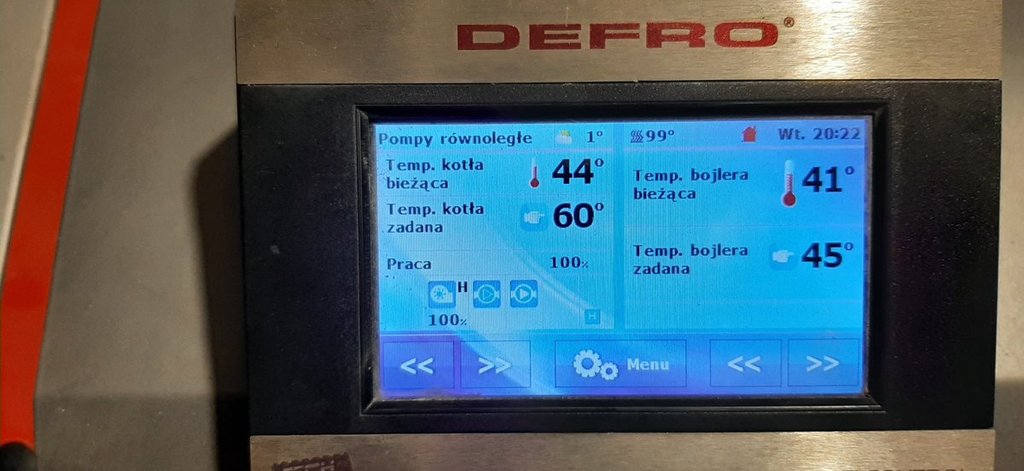 DEFRO®
Pompy równoległe 1° 99° Wt. 20:22
Temp. kotła
bieżąca
44°
Temp. kotła
zadana
60°
Praca 100%
H
100%
H
Temp. bojlera
bieżąca
41°
Temp. bojlera
zadana
45°
<< >> Menu << >>